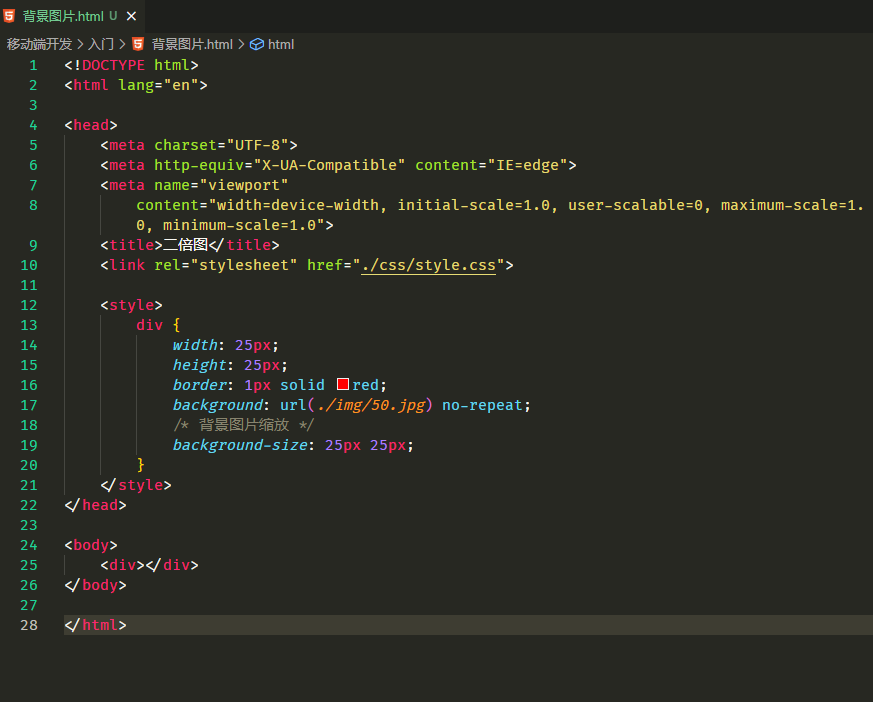 背景图片.html U ×
移动端开发 > 入门 > 背景图片.html > html
1 <!DOCTYPE html>
2 <html lang="en">
3
4 <head>
5     <meta charset="UTF-8">
6     <meta http-equiv="X-UA-Compatible" content="IE=edge">
7     <meta name="viewport"
8         content="width=device-width, initial-scale=1.0, user-scalable=0, maximum-scale=1.
0, minimum-scale=1.0">
9     <title>二倍图</title>
10     <link rel="stylesheet" href="./css/style.css">
11
12     <style>
13         div {
14             width: 25px;
15             height: 25px;
16             border: 1px solid red;
17             background: url(./img/50.jpg) no-repeat;
18             /* 背景图片缩放 */
19             background-size: 25px 25px;
20         }
21     </style>
22 </head>
23
24 <body>
25     <div></div>
26 </body>
27
28 </html>